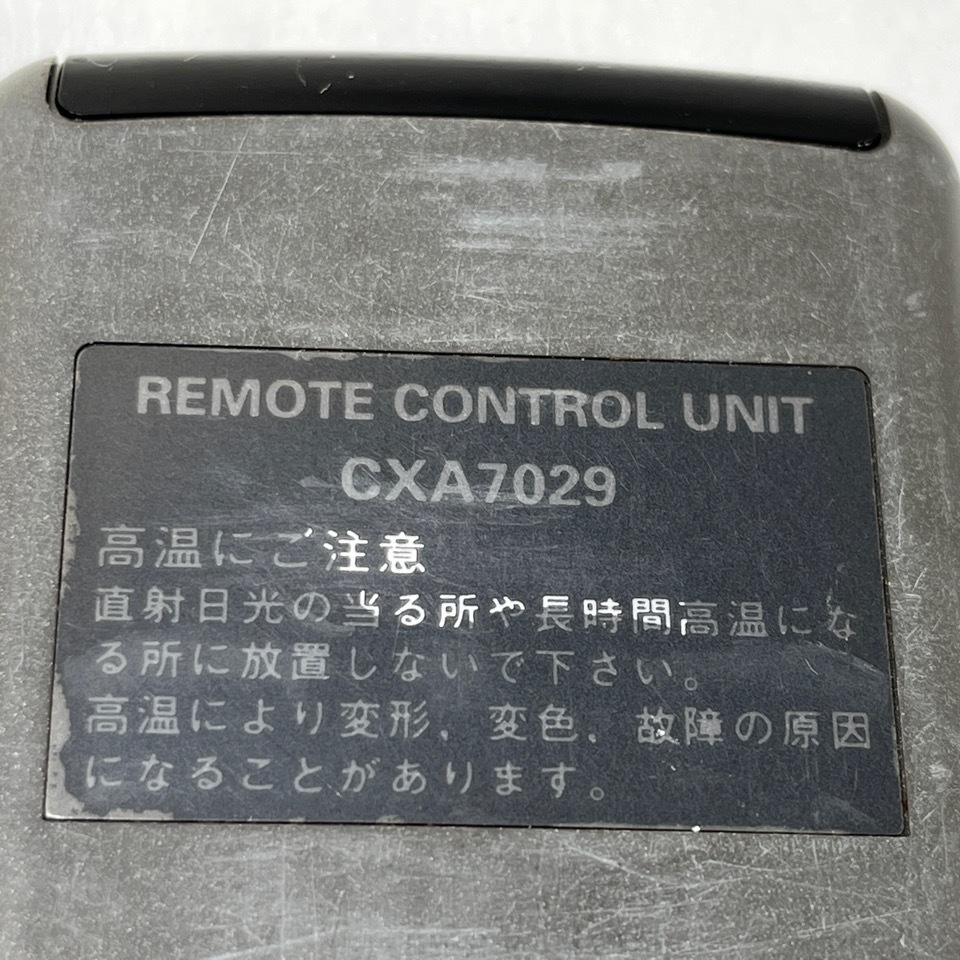 REMOTE CONTROL UNIT
CXA7029
高温にご注意
直射日光の当る所や長時間高温にな
る所に放置しないで下さい。
高温により変形，変色，故障の原因
になることがあります。